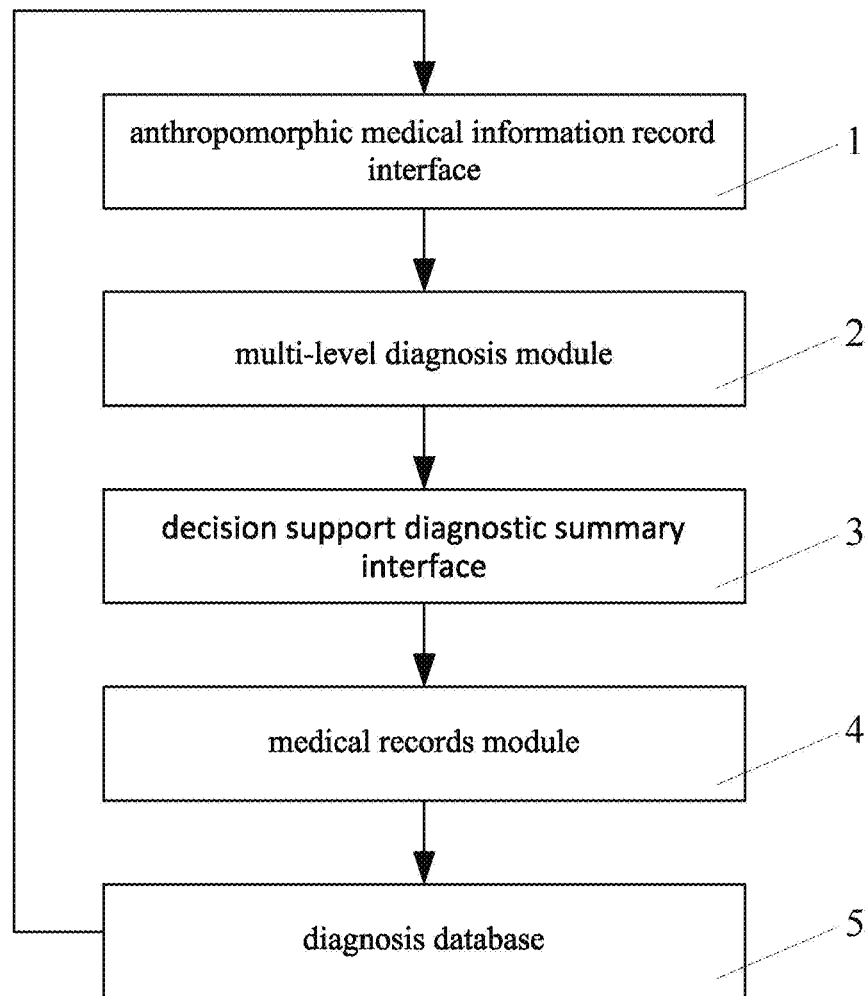 anthropomorphic medical information record
interface
1
multi-level diagnosis module
2
decision support diagnostic summary
interface
3
medical records module
4
diagnosis database
5